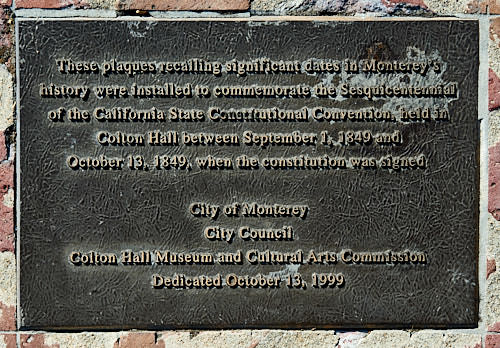 These plaques recalling significant dates in Monterey's
history were installed to commemorate the Sesquicentennial
of the California State Constitutional Convention, held in
Colton Hall between September 1, 1849 and
October 13, 1849, when the constitution was signed
City of Monterey
City Council
Colton Hall Museum and Cultural Arts Commission
Dedicated October 13, 1999